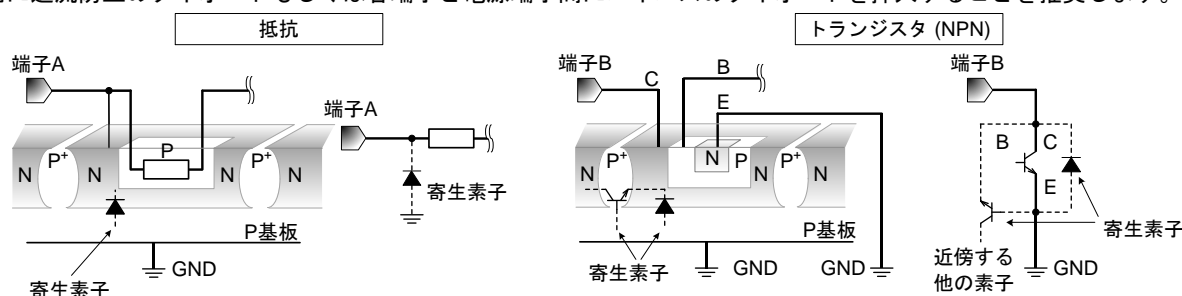 抵抗
トランジスタ (NPN)
端子A
端子A
N
P+
N
P
N
P+
N
寄生素子
P基板
GND
寄生素子
端子B
C
B
E
N
P+
N
P
N
P+
N
P基板
寄生素子
GND
GND
端子B
B
C
E
寄生素子
近傍する
他の素子
GND